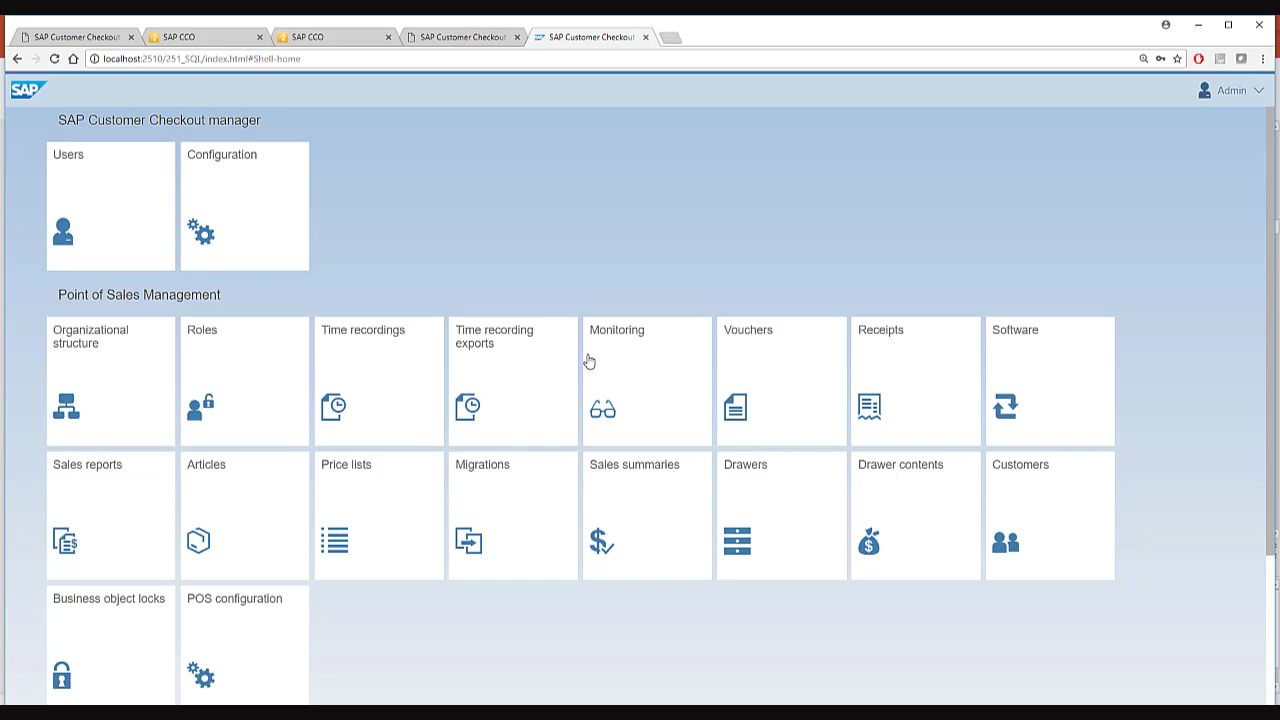 SAP Customer Checkout
SAP CCO
SAP CCO
SAP Customer Checkout
SAP Customer Checkout
localhost:2510/251_SQL/index.html#Shell-home
SAP
Admin
SAP Customer Checkout manager
Users
Configuration
Point of Sales Management
Organizational
structure
Roles
Time recordings
Time recording
exports
Monitoring
Vouchers
Receipts
Software
Sales reports
Articles
Price lists
Migrations
Sales summaries
Drawers
Drawer contents
Customers
Business object locks
POS configuration